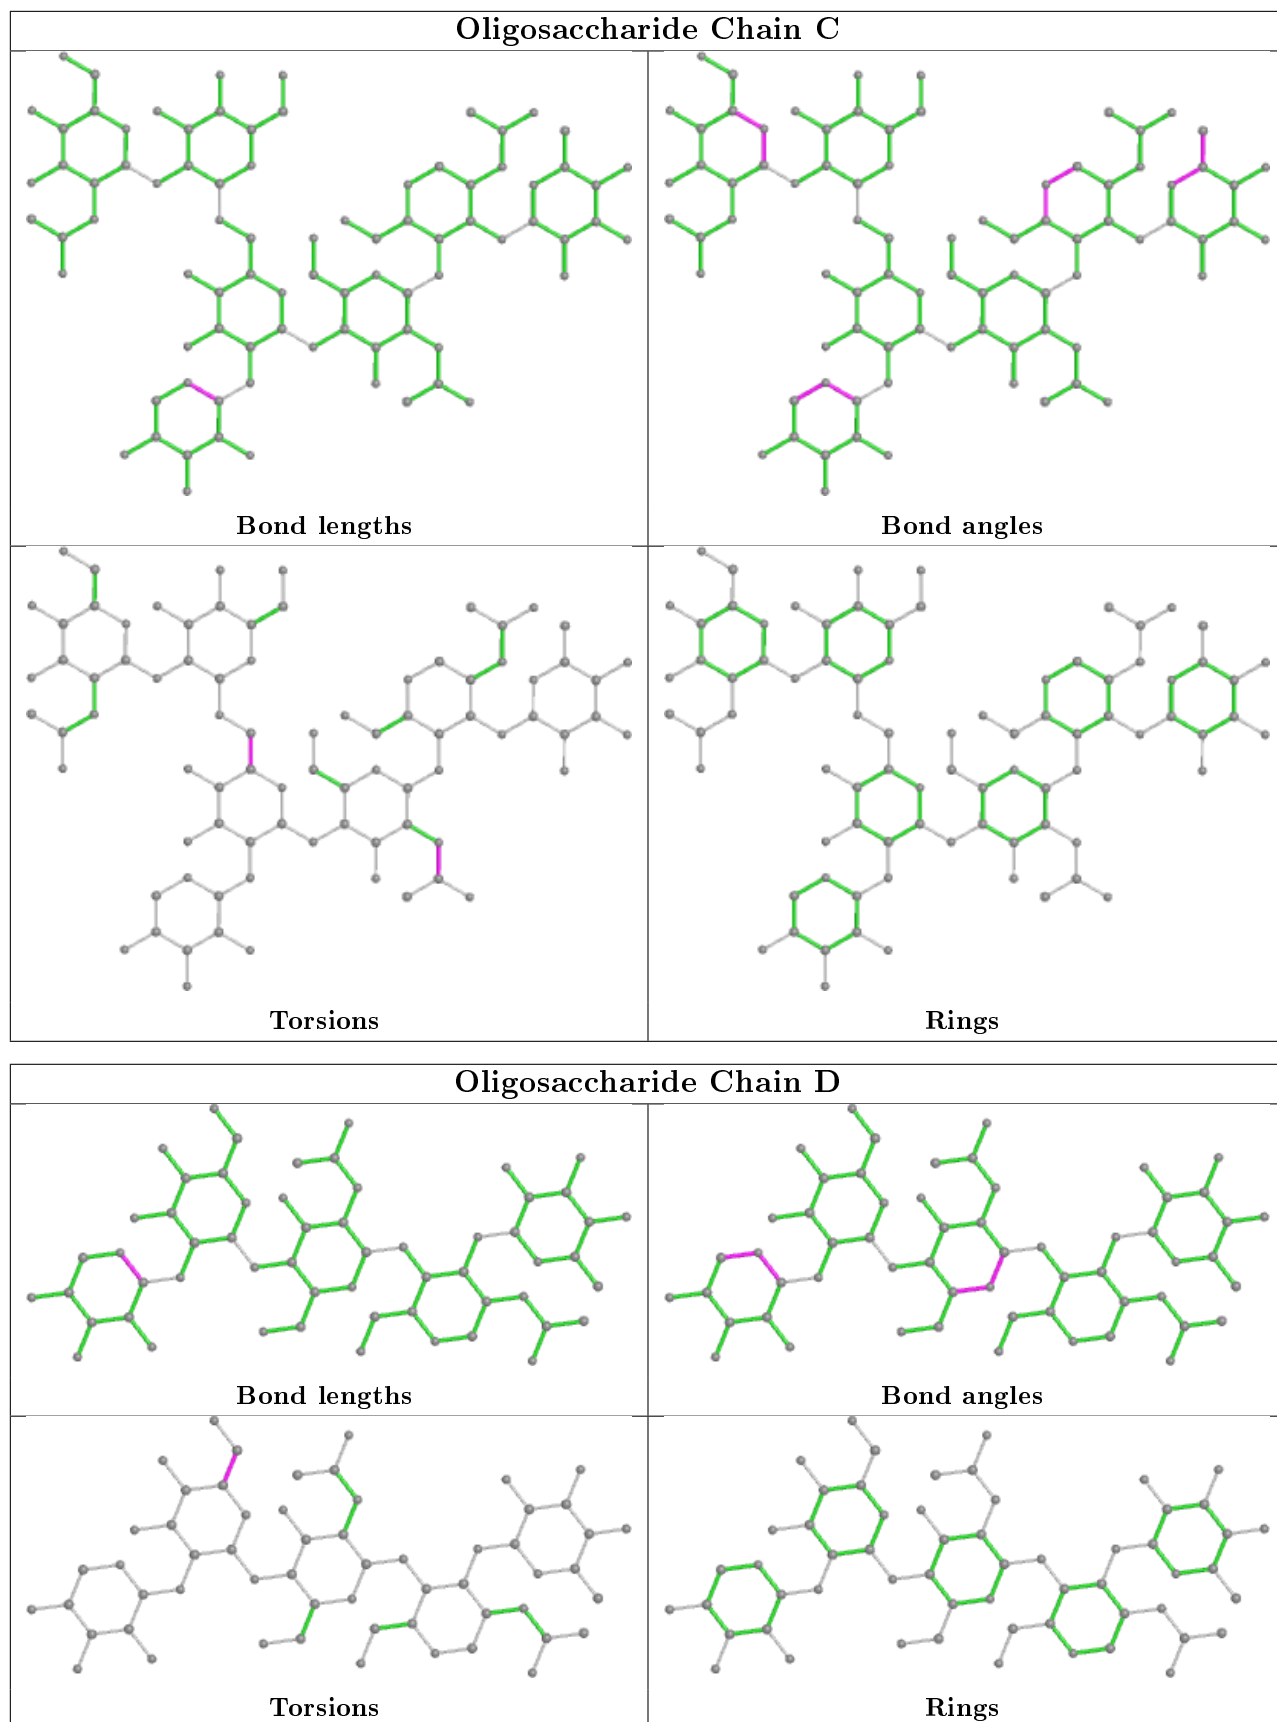 Oligosaccharide Chain C
Bond lengths
Bond angles
Torsions
Rings
Oligosaccharide Chain D
Bond lengths
Bond angles
Torsions
Rings